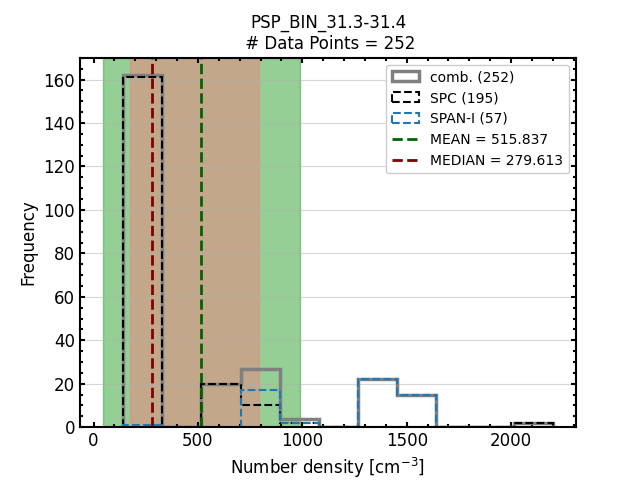 PSP_BIN_31.3-31.4
# Data Points = 252
comb. (252)
SPC (195)
SPAN-I (57)
MEAN = 515.837
MEDIAN = 279.613
Frequency
160
140
120
100
80
60
40
20
0
0 500 1000 1500 2000
Number density [cm⁻³]